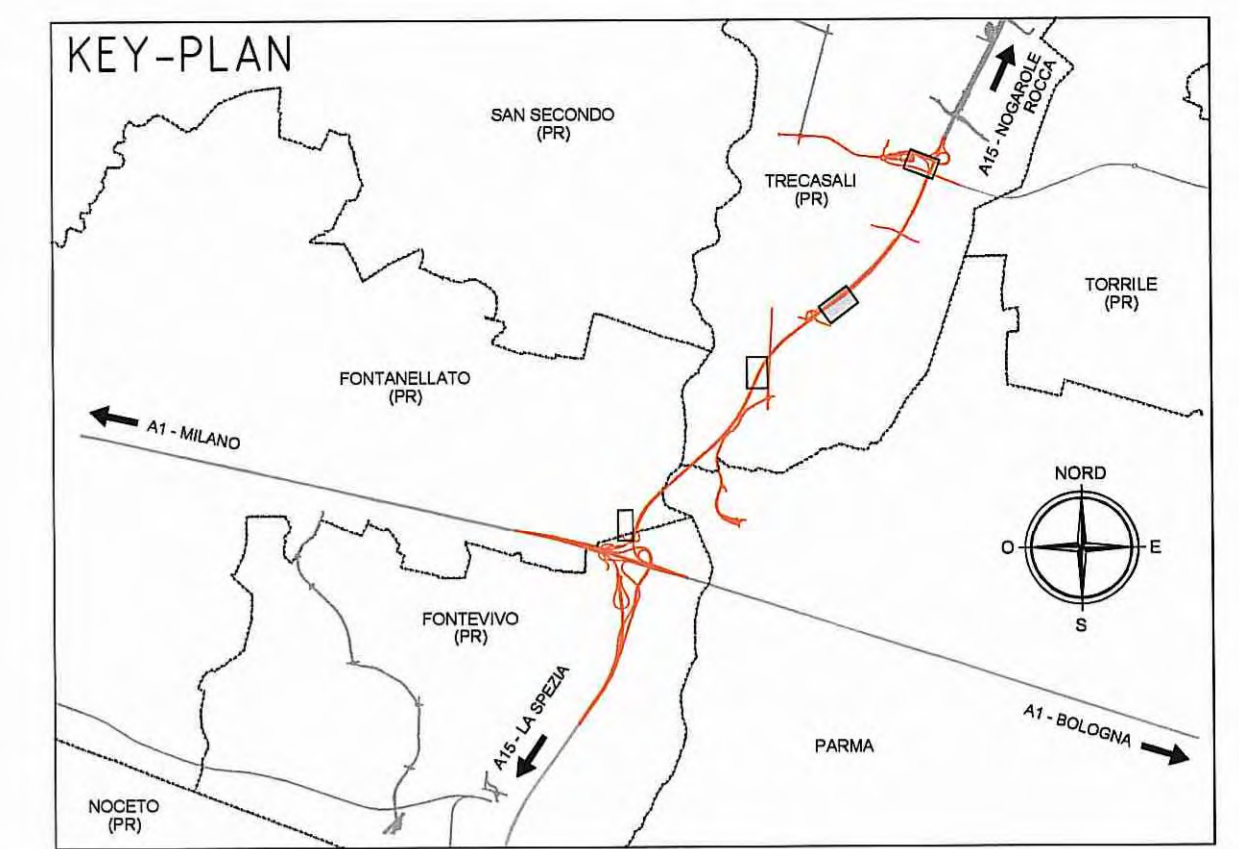 KEY-PLAN
SAN SECONDO
(PR)
A15 - NOGAROLE
ROCCA
TRECASALI
(PR)
TORRILE
(PR)
FONTANELLATO
(PR)
A1 - MILANO
NORD
O
E
S
FONTEVIVO
(PR)
A15 - LA SPEZIA
A1 - BOLOGNA
PARMA
NOCETO
(PR)